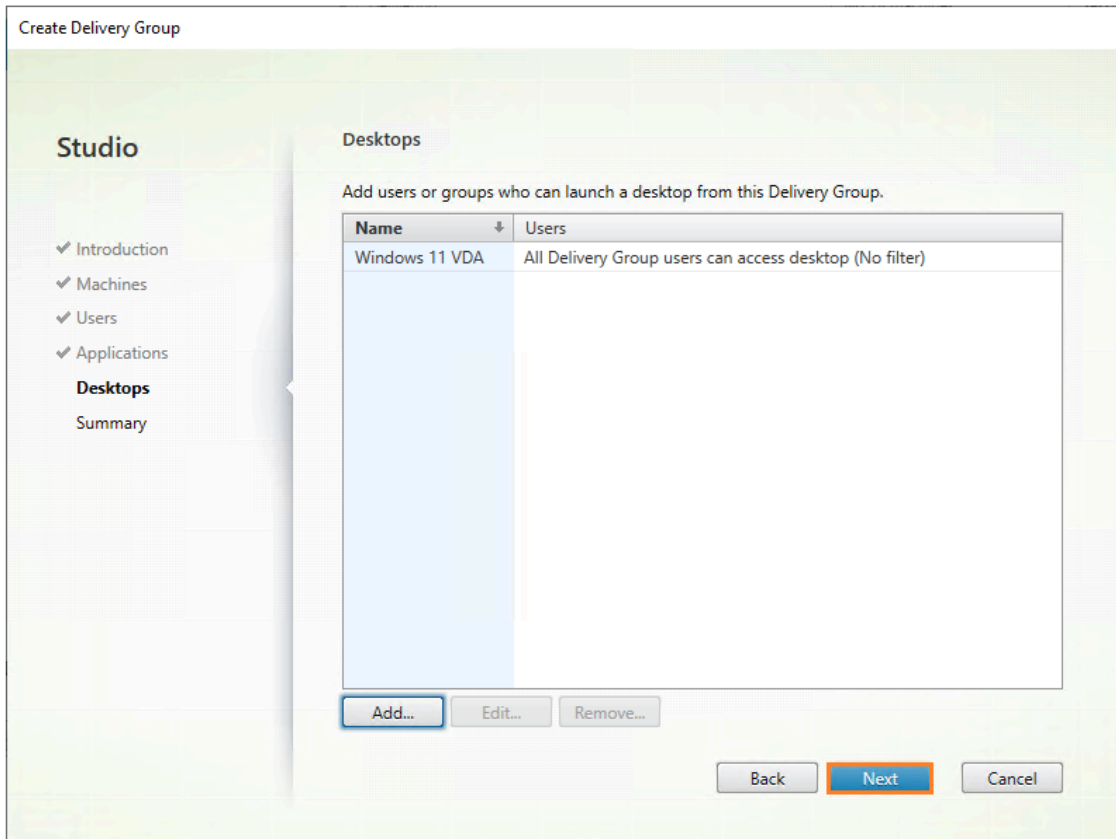 Create Delivery Group
Studio
Introduction
Machines
Users
Applications
Desktops
Summary
Desktops
Add users or groups who can launch a desktop from this Delivery Group.
Name Users
Windows 11 VDA All Delivery Group users can access desktop (No filter)
Add... Edit... Remove...
Back Next Cancel